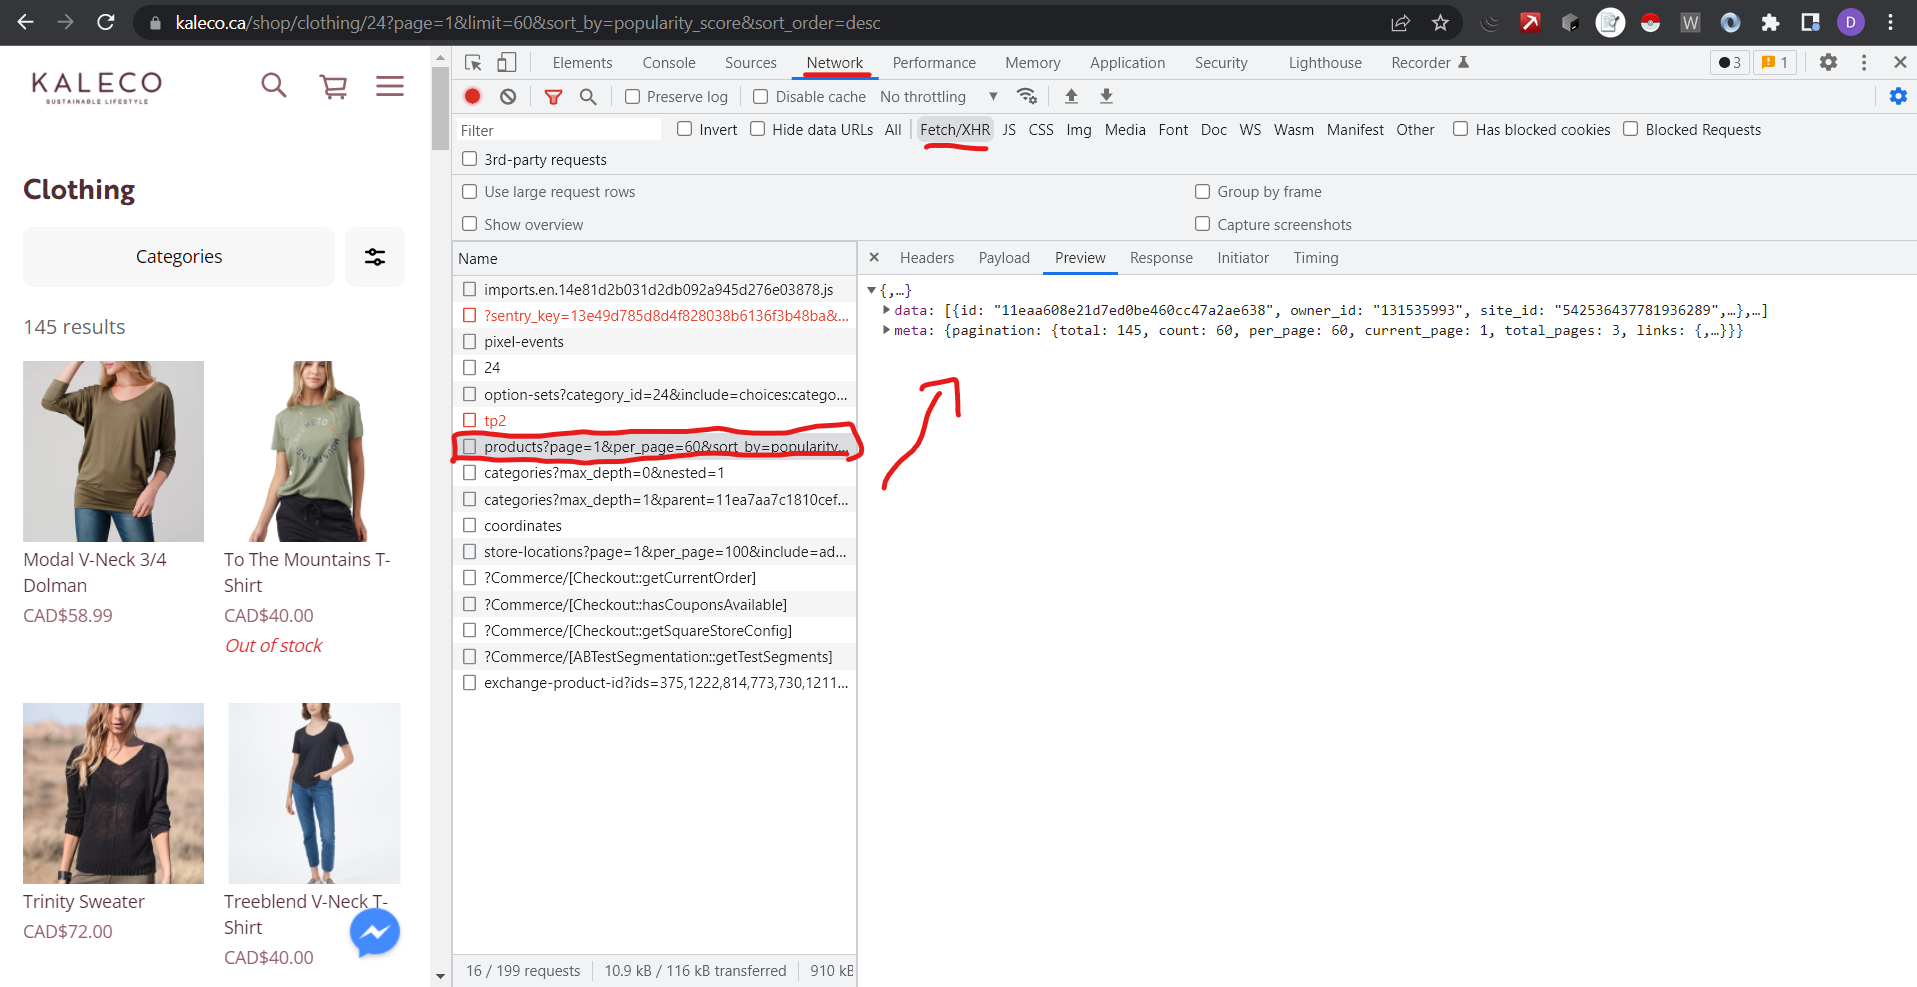 kaleco.ca/shop/clothing/24?page=1&limit=60&sort_by=popularity_score&sort_order=desc
W
D
KALECO
SUSTAINABLE LIFESTYLE
Clothing
Categories
145 results
Modal V-Neck 3/4
Dolman
CAD$58.99
To The Mountains T-
Shirt
CAD$40.00
Out of stock
Trinity Sweater
CAD$72.00
Treeblend V-Neck T-
Shirt
CAD$40.00
Elements Console Sources Network Performance Memory Application Security Lighthouse Recorder 3 1
Preserve log Disable cache No throttling
Filter Invert Hide data URLs All Fetch/XHR JS CSS Img Media Font Doc WS Wasm Manifest Other Has blocked cookies Blocked Requests
3rd-party requests
Use large request rows Group by frame
Show overview Capture screenshots
Name
imports.en.14e81d2b031d2db092a945d276e03878.js
?sentry_key=13e49d785d8d4f828038b6136f3b48ba&...
pixel-events
24
option-sets?category_id=24&include=choices:catego...
tp2
products?page=1&per_page=60&sort_by=popularity...
categories?max_depth=0&nested=1
categories?max_depth=1&parent=11ea7aa7c1810cef...
coordinates
store-locations?page=1&per_page=100&include=ad...
?Commerce/[Checkout::getCurrentOrder]
?Commerce/[Checkout::hasCouponsAvailable]
?Commerce/[Checkout::getSquareStoreConfig]
?Commerce/[ABTestSegmentation::getTestSegments]
exchange-product-id?ids=375,1222,814,773,730,1211...
16 / 199 requests 10.9 kB / 116 kB transferred 910 kB
Headers Payload Preview Response Initiator Timing
{,…}
data: [{id: "11eaa608e21d7ed0be460cc47a2ae638", owner_id: "131535993", site_id: "542536437781936289",…},…]
meta: {pagination: {total: 145, count: 60, per_page: 60, current_page: 1, total_pages: 3, links: {,…}}}